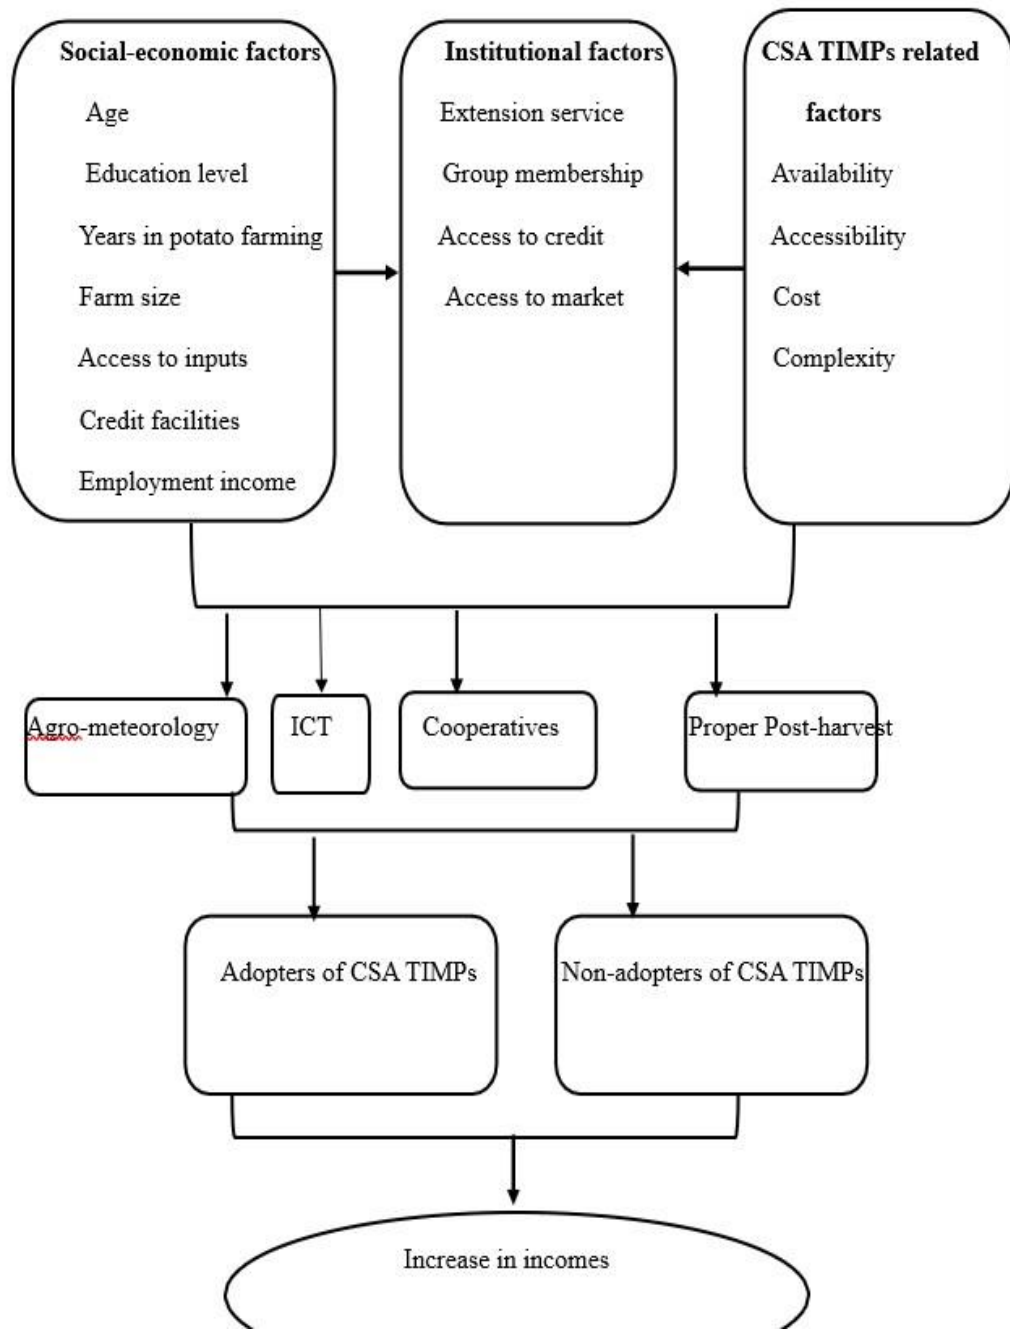 Social-economic factors
Age
Education level
Years in potato farming
Farm size
Access to inputs
Credit facilities
Employment income
Institutional factors
Extension service
Group membership
Access to credit
Access to market
CSA TIMPs related
factors
Availability
Accessibility
Cost
Complexity
Agro-meteorology
ICT
Cooperatives
Proper Post-harvest
Adopters of CSA TIMPs
Non-adopters of CSA TIMPs
Increase in incomes